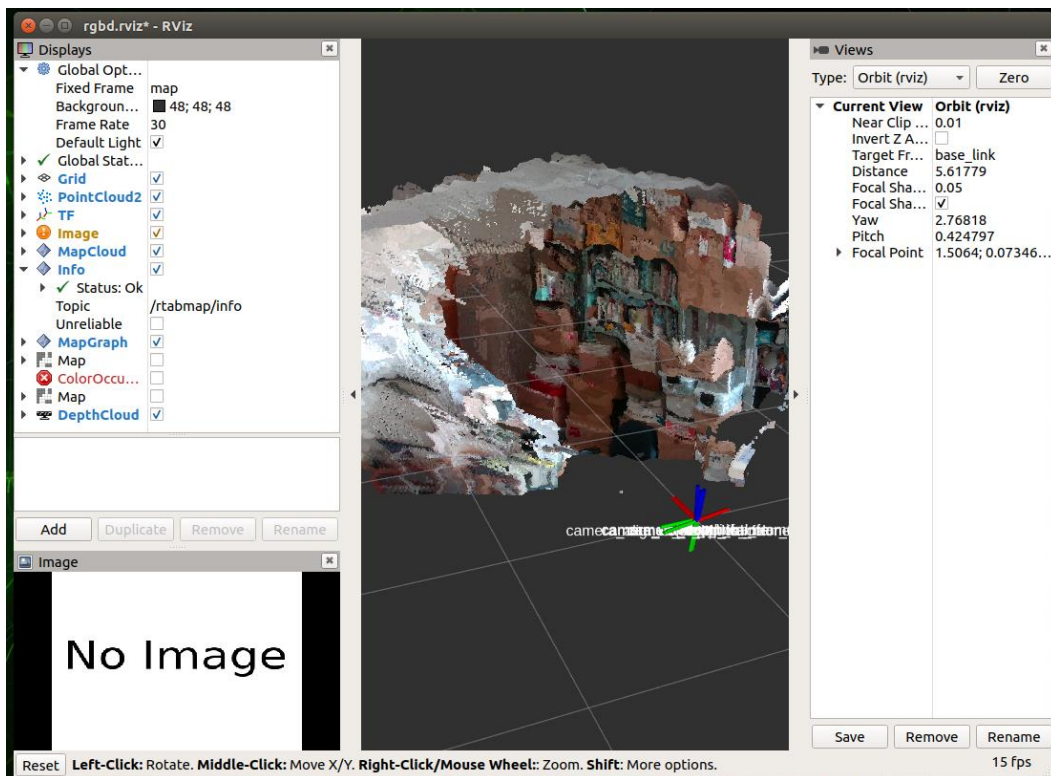 rgbd.rviz* - RViz
Displays
Global Opt...
Fixed Frame map
Backgroun... 48; 48; 48
Frame Rate 30
Default Light
Global Stat...
Grid
PointCloud2
TF
Image
MapCloud
Info
Status: Ok
Topic /rtabmap/info
Unreliable
MapGraph
Map
ColorOccu...
Map
DepthCloud
Add Duplicate Remove Rename
Image
No Image
Views
Type: Orbit (rviz) Zero
Current View Orbit (rviz)
Near Clip ... 0.01
Invert Z A...
Target Fr... base_link
Distance 5.61779
Focal Sha... 0.05
Focal Sha...
Yaw 2.76818
Pitch 0.424797
Focal Point 1.5064; 0.07346...
Save Remove Rename
Reset Left-Click: Rotate. Middle-Click: Move X/Y. Right-Click/Mouse Wheel:: Zoom. Shift: More options. 15 fps